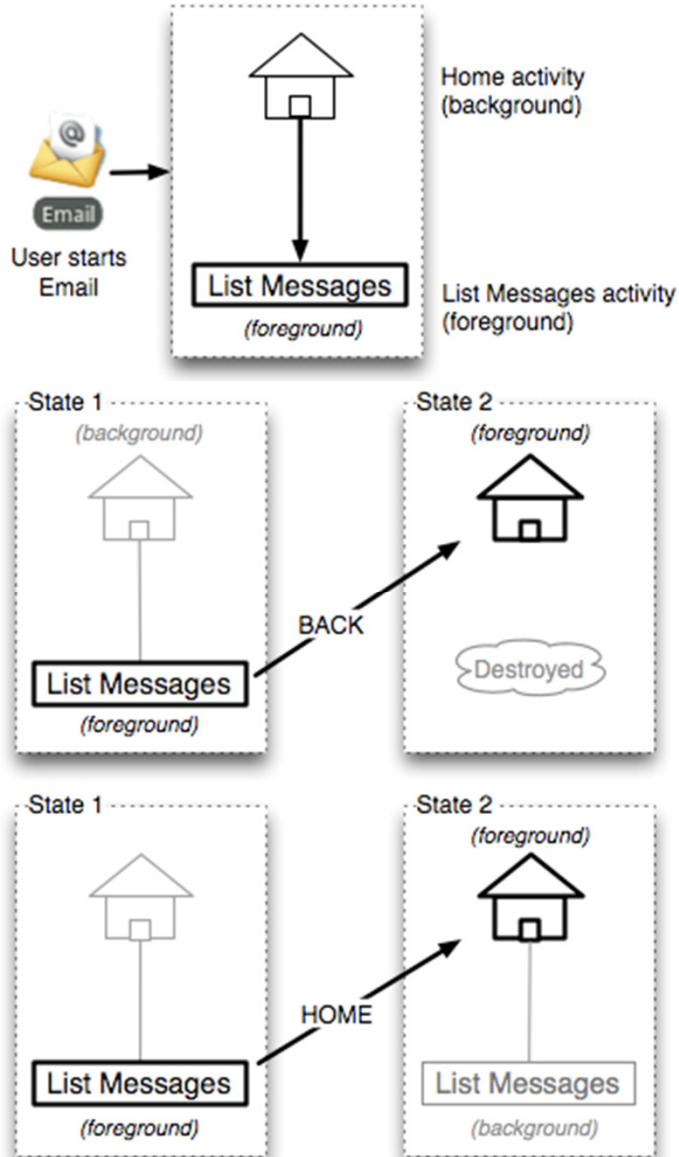 Home activity
(background)
@
Email
User starts
Email
List Messages
(foreground)
List Messages activity
(foreground)
State 1
(background)
List Messages
(foreground)
BACK
State 2
(foreground)
Destroyed
State 1
List Messages
(foreground)
HOME
State 2
(foreground)
List Messages
(background)